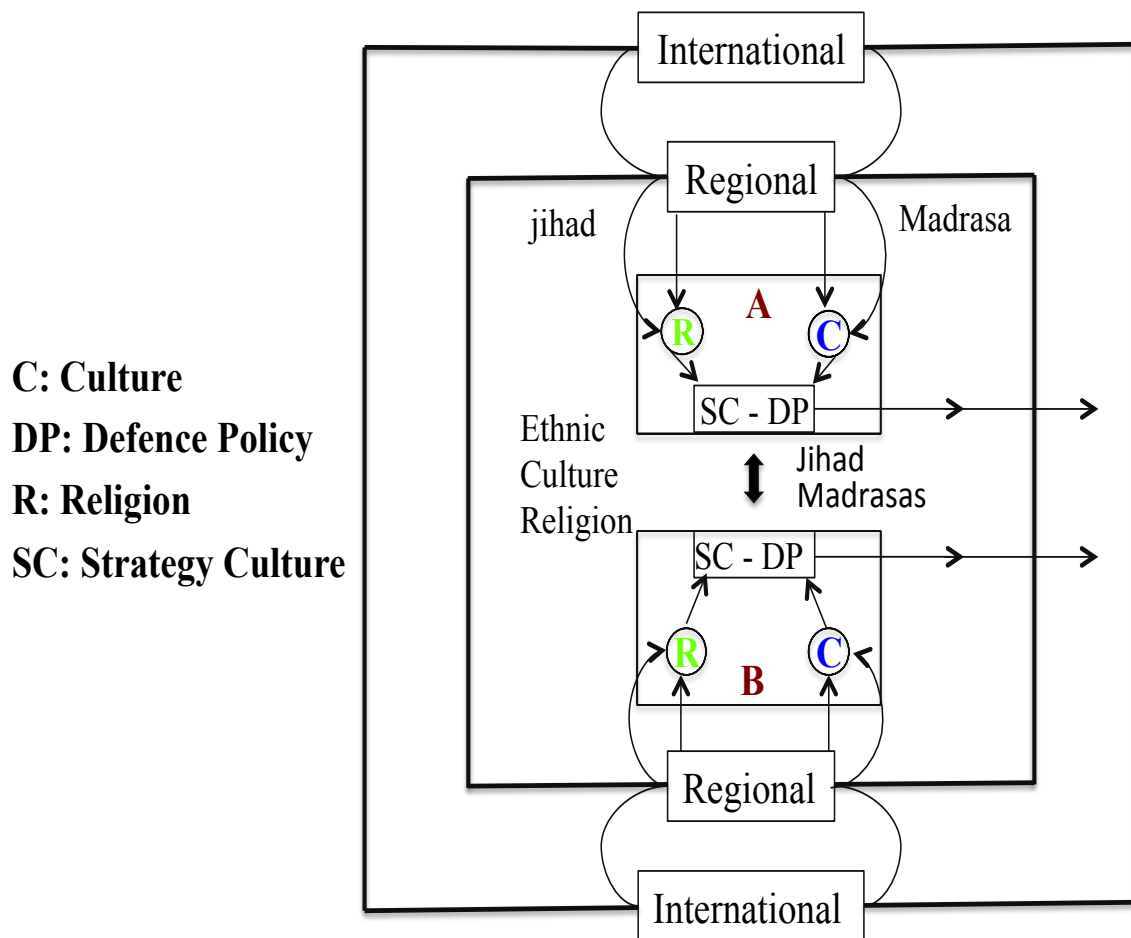 International
Regional
jihad
Madrasa
A
R
C
SC - DP
C: Culture
DP: Defence Policy
R: Religion
SC: Strategy Culture
Ethnic
Culture
Religion
Jihad
Madrasas
SC - DP
R
C
B
Regional
International